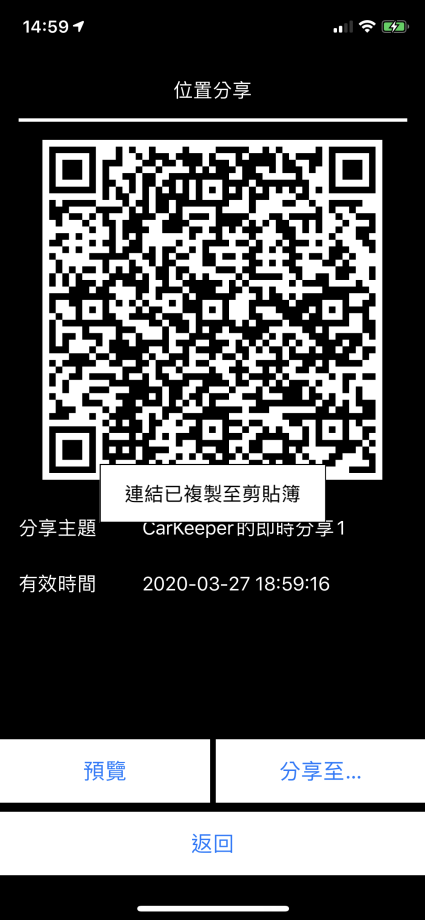 14:59
位置分享
連結已複製至剪貼簿
分享主題 CarKeeper的即時分享1
有效時間 2020-03-27 18:59:16
預覽 分享至...
返回